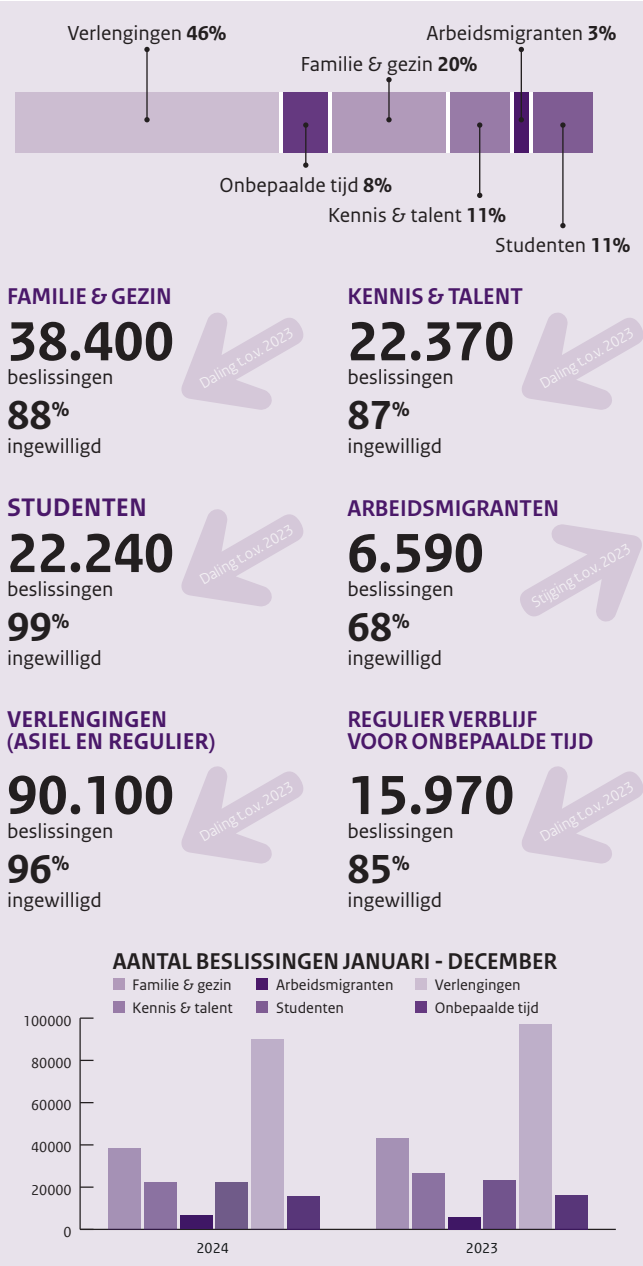 Verlengingen 46%
Arbeidsmigranten 3%
Familie & gezin 20%
Onbepaalde tijd 8%
Kennis & talent 11%
Studenten 11%
FAMILIE & GEZIN
38.400
beslissingen
88%
ingewilligd
Daling t.o.v. 2023
KENNIS & TALENT
22.370
beslissingen
87%
ingewilligd
Daling t.o.v. 2023
STUDENTEN
22.240
beslissingen
99%
ingewilligd
Daling t.o.v. 2023
ARBEIDSMIGRANTEN
6.590
beslissingen
68%
ingewilligd
Stijging t.o.v. 2023
VERLENGINGEN
(ASIEL EN REGULIER)
90.100
beslissingen
96%
ingewilligd
Daling t.o.v. 2023
REGULIER VERBLIJF
VOOR ONBEPAALDE TIJD
15.970
beslissingen
85%
ingewilligd
Daling t.o.v. 2023
AANTAL BESLISSINGEN JANUARI - DECEMBER
Familie & gezin Arbeidsmigranten Verlengingen
Kennis & talent Studenten Onbepaalde tijd
100000
80000
60000
40000
20000
0
2024 2023